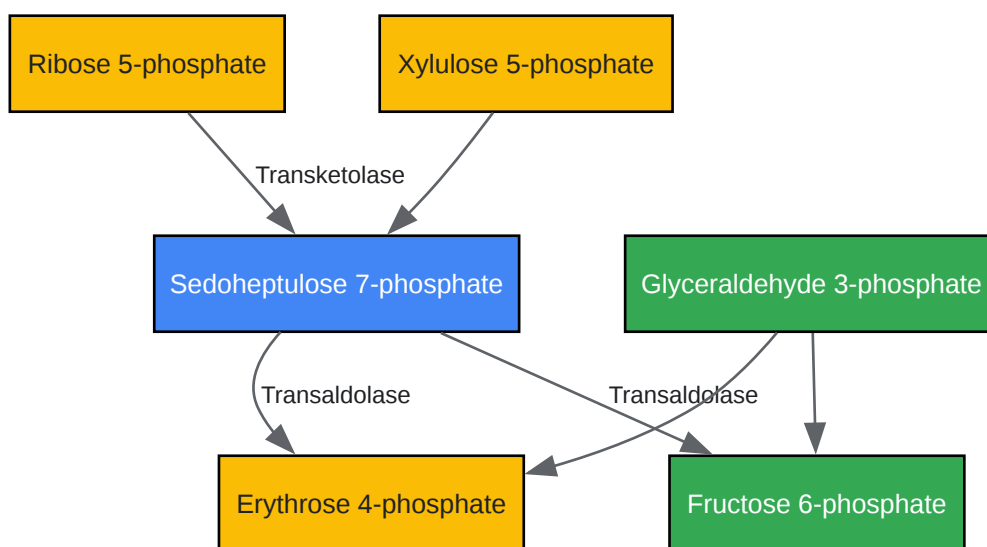 Ribose 5-phosphate
Xylulose 5-phosphate
Transketolase
Sedoheptulose 7-phosphate
Glyceraldehyde 3-phosphate
Transaldolase
Transaldolase
Erythrose 4-phosphate
Fructose 6-phosphate